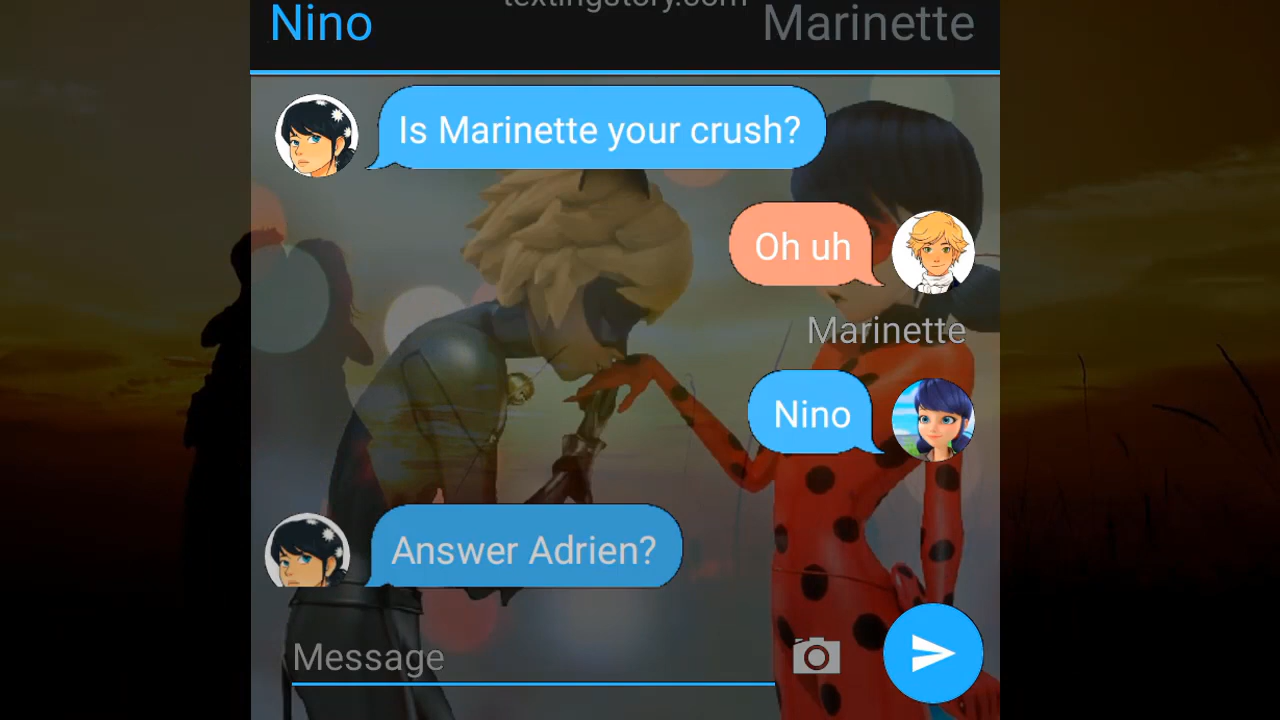 textingstory.com
Nino
Marinette
Is Marinette your crush?
Oh uh
Marinette
Nino
Answer Adrien?
Message